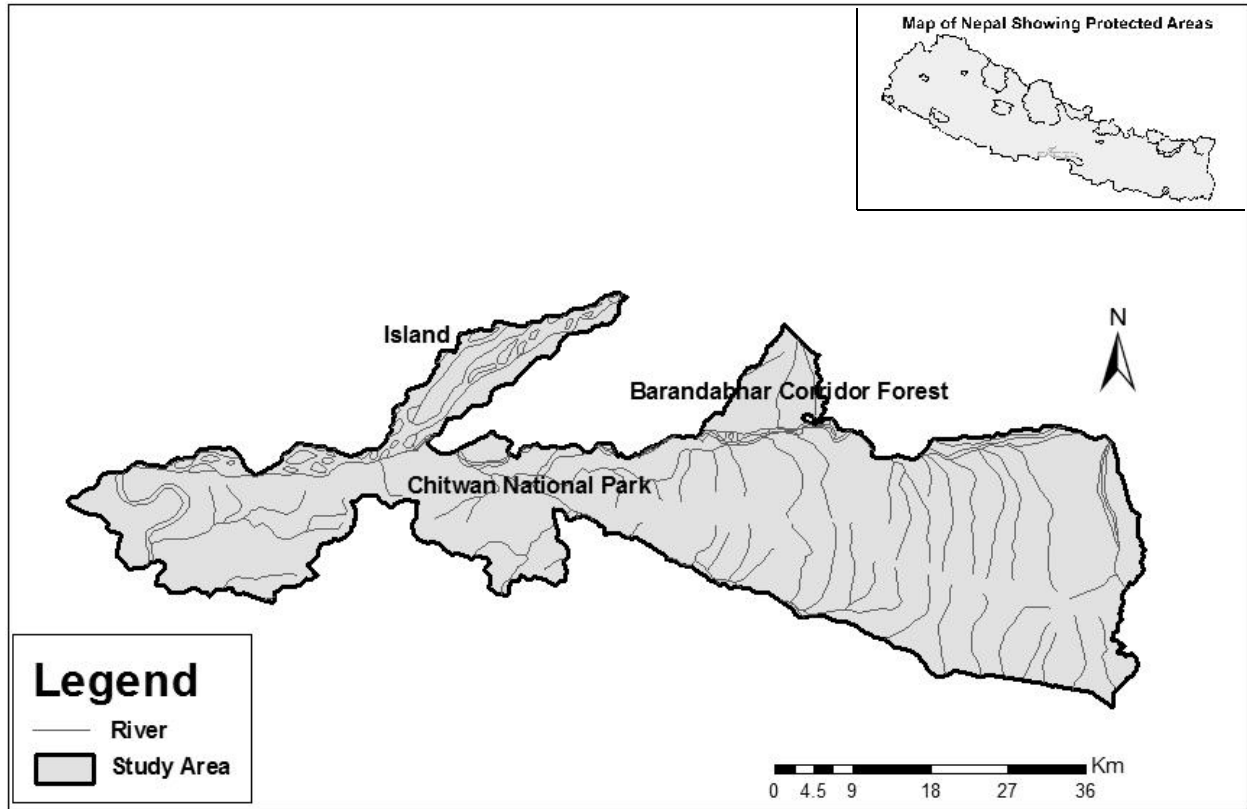 Map of Nepal Showing Protected Areas
N
Island
Barandabhar Corridor Forest
Chitwan National Park
Legend
River
Study Area
Km
0 4.5 9 18 27 36